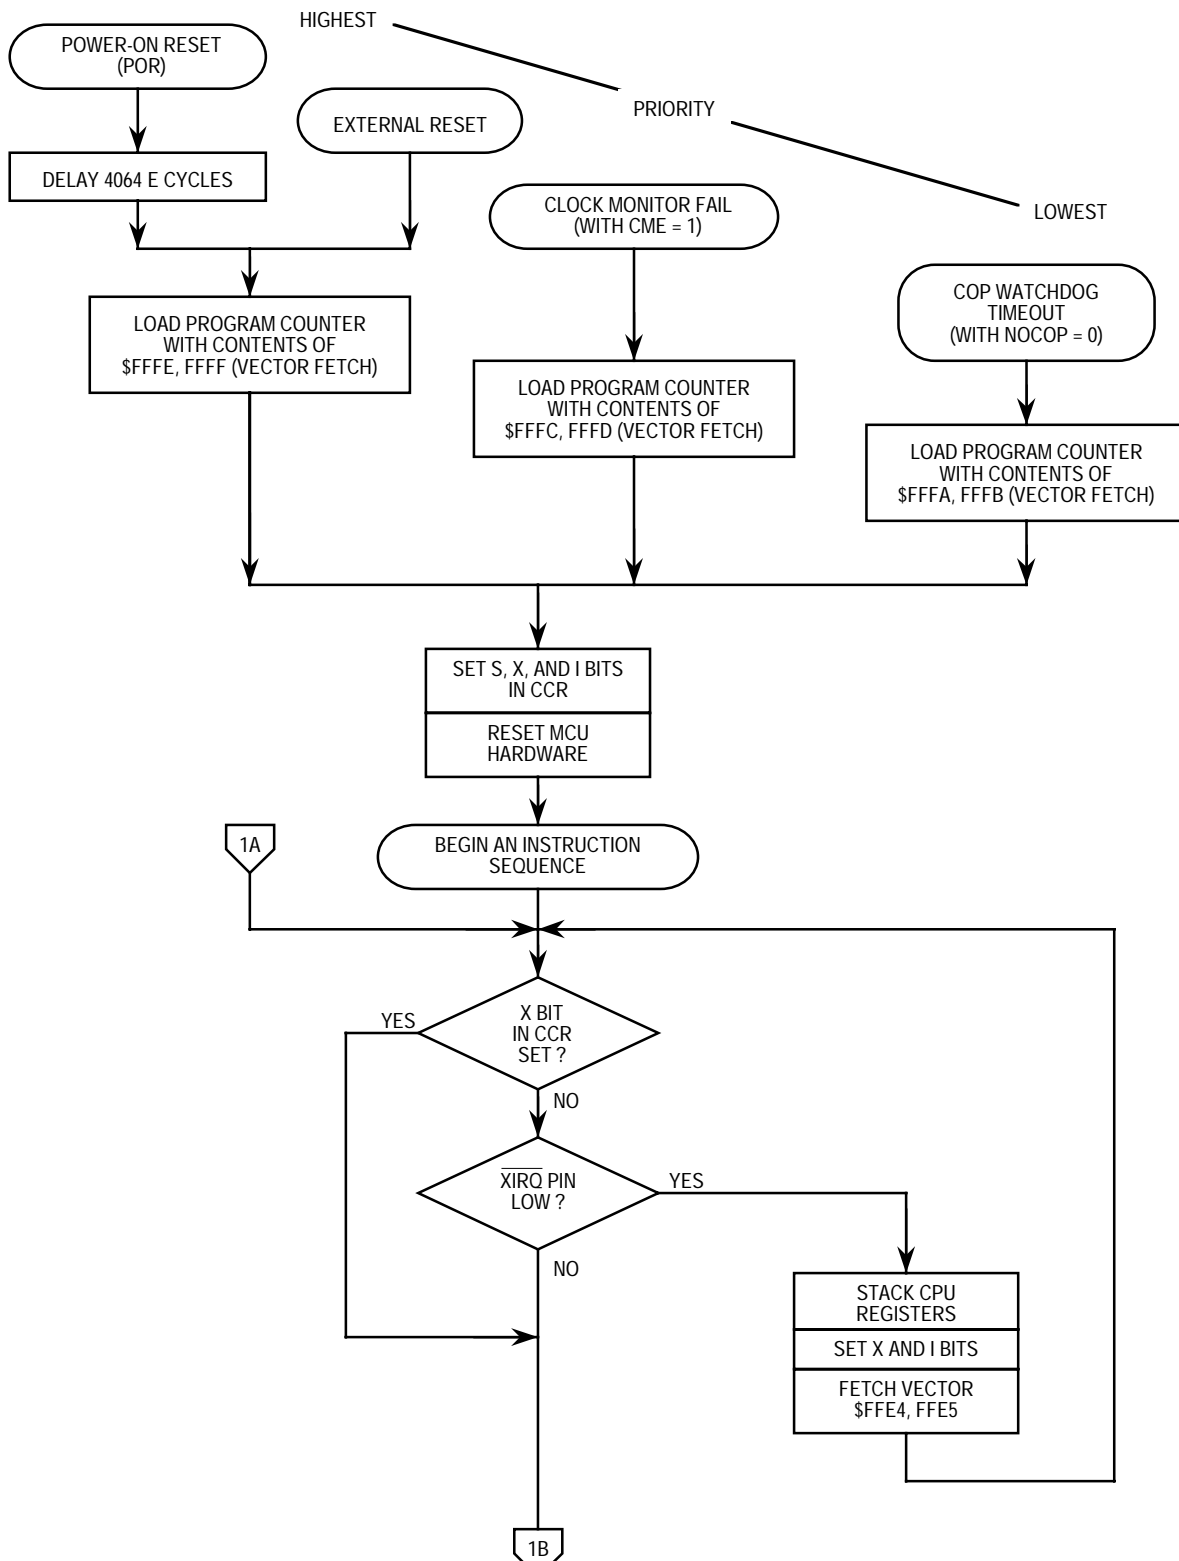 HIGHEST
POWER-ON RESET
(POR)
PRIORITY
EXTERNAL RESET
DELAY 4064 E CYCLES
CLOCK MONITOR FAIL
(WITH CME = 1)
LOWEST
COP WATCHDOG
TIMEOUT
(WITH NOCOP = 0)
LOAD PROGRAM COUNTER
WITH CONTENTS OF
$FFFE, FFFF (VECTOR FETCH)
LOAD PROGRAM COUNTER
WITH CONTENTS OF
$FFFC, FFFD (VECTOR FETCH)
LOAD PROGRAM COUNTER
WITH CONTENTS OF
$FFFA, FFFB (VECTOR FETCH)
SET S, X, AND I BITS
IN CCR
RESET MCU
HARDWARE
1A
BEGIN AN INSTRUCTION
SEQUENCE
YES
X BIT
IN CCR
SET ?
NO
XIRQ PIN
LOW ?
YES
NO
STACK CPU
REGISTERS
SET X AND I BITS
FETCH VECTOR
$FFE4, FFE5
1B